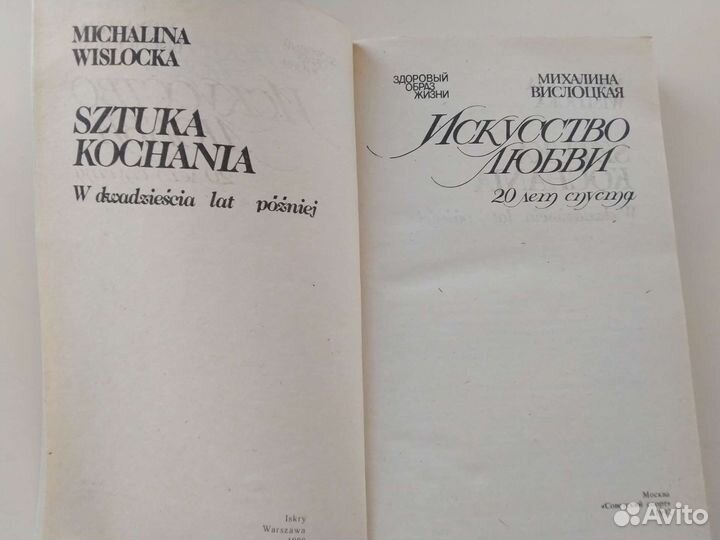 MICHALINA
WISLOCKA
SZTUKA
KOCHANIA
W dwadzieścia lat później
Iskry
Warszawa
ЗДОРОВЫЙ
ОБРАЗ
ЖИЗНИ
МИХАЛИНА
ВИСЛОЦКАЯ
ИСКУССТВО
ЛЮБВИ
20 лет спустя
Москва
Avito